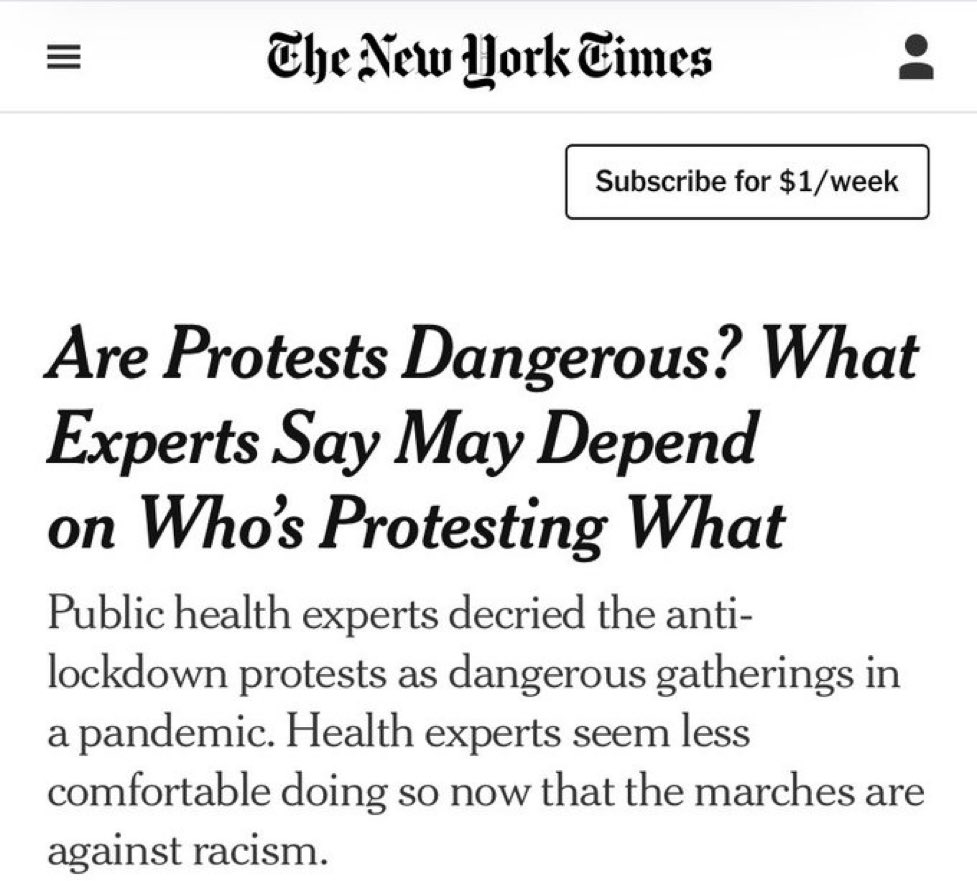 The New York Times
Subscribe for $1/week
Are Protests Dangerous? What
Experts Say May Depend
on Who’s Protesting What
Public health experts decried the anti-
lockdown protests as dangerous gatherings in
a pandemic. Health experts seem less
comfortable doing so now that the marches are
against racism.